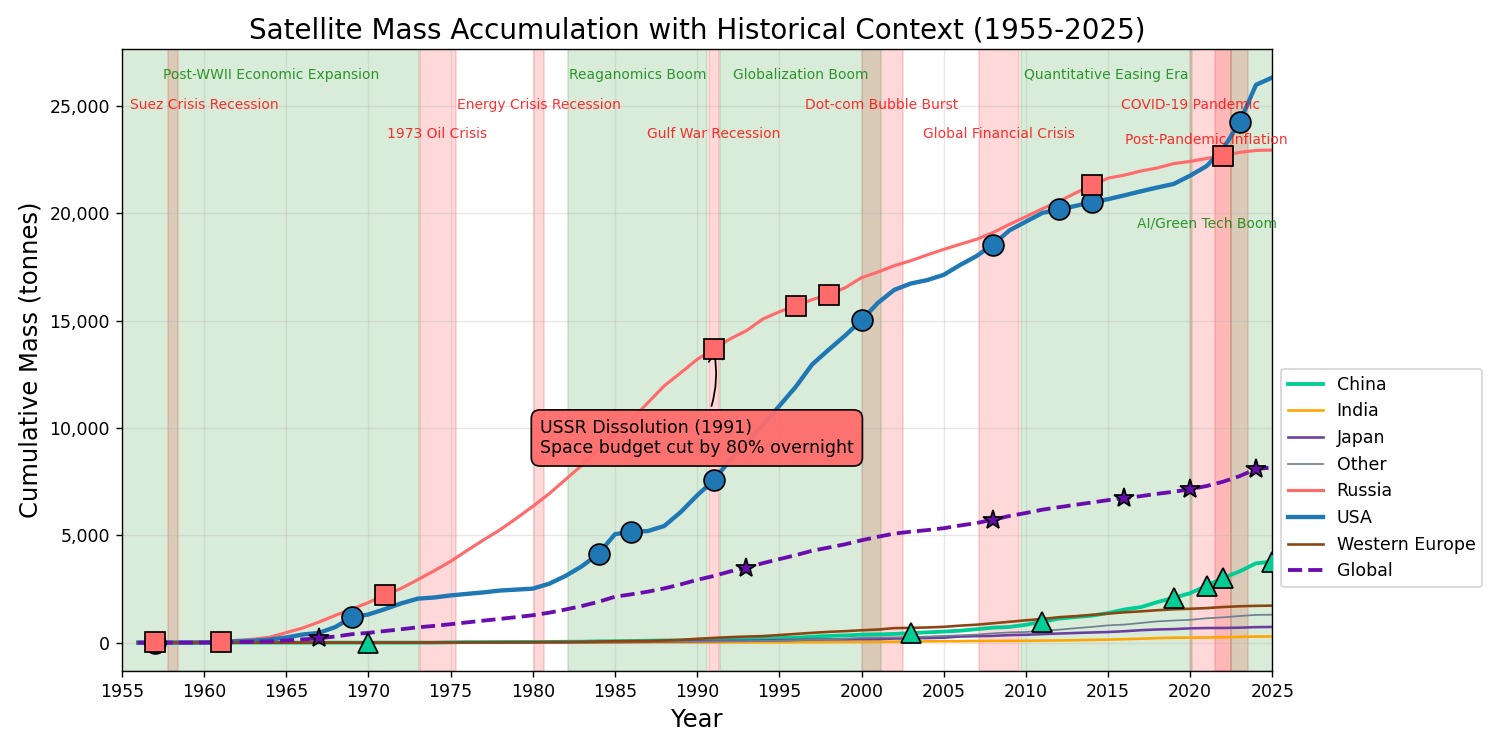 Satellite Mass Accumulation with Historical Context (1955-2025)
Post-WWII Economic Expansion
Reaganomics Boom
Globalization Boom
Quantitative Easing Era
Suez Crisis Recession
Energy Crisis Recession
Dot-com Bubble Burst
COVID-19 Pandemic
1973 Oil Crisis
Gulf War Recession
Global Financial Crisis
Post-Pandemic Inflation
AI/Green Tech Boom
USSR Dissolution (1991)
Space budget cut by 80% overnight
Cumulative Mass (tonnes)
25,000
20,000
15,000
10,000
5,000
0
1955 1960 1965 1970 1975 1980 1985 1990 1995 2000 2005 2010 2015 2020 2025
Year
China
India
Japan
Other
Russia
USA
Western Europe
Global